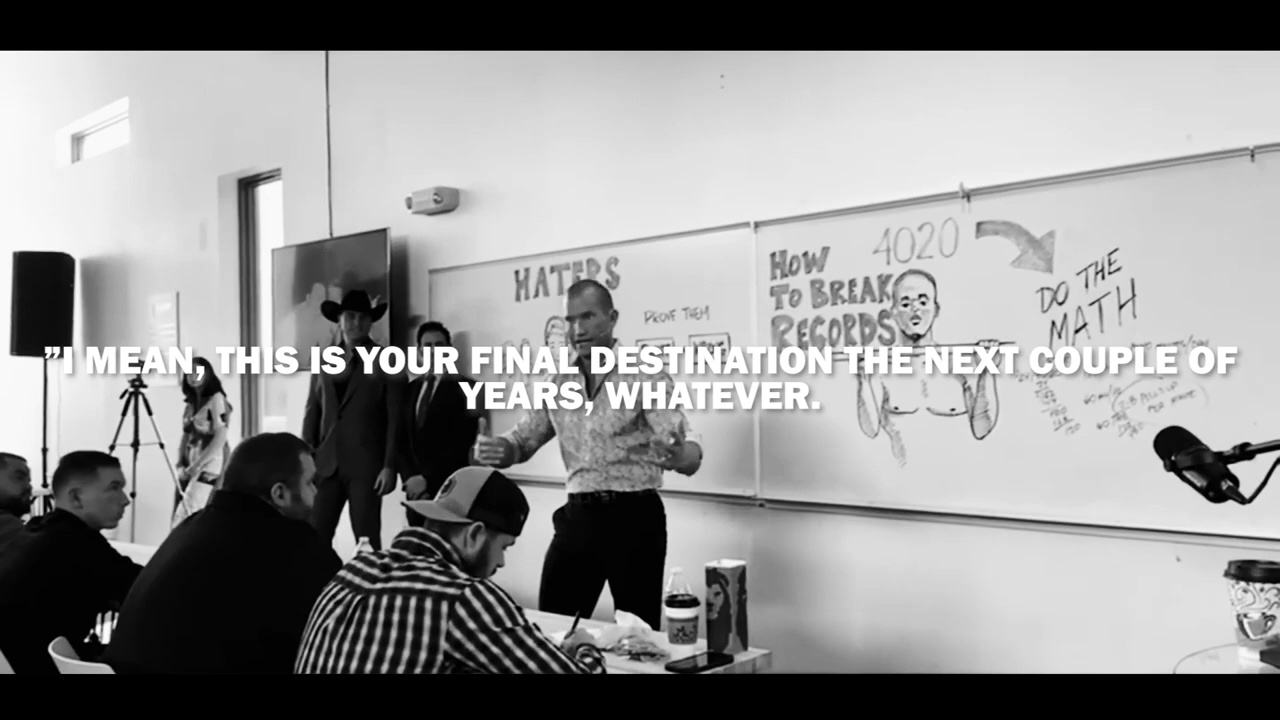 HATERS
PROVE THEM
HOW
TO BREAK
RECORDS
4020
DO THE
MATH
”I MEAN, THIS IS YOUR FINAL DESTINATION THE NEXT COUPLE OF
YEARS, WHATEVER.